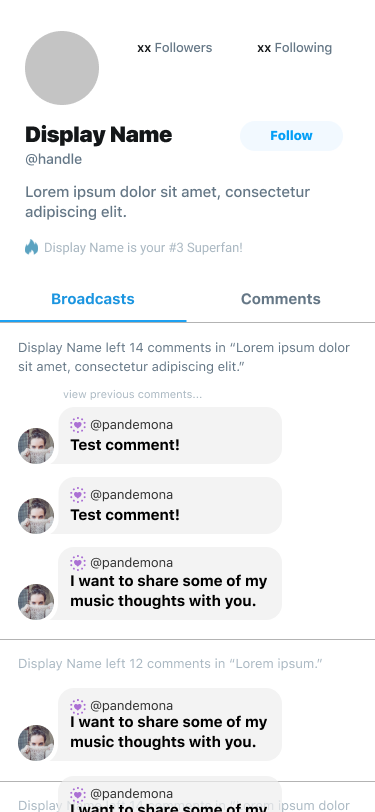 xx Followers
xx Following
Display Name
Follow
@handle
Lorem ipsum dolor sit amet, consectetur
adipiscing elit.
Display Name is your #3 Superfan!
Broadcasts
Comments
Display Name left 14 comments in “Lorem ipsum dolor
sit amet, consectetur adipiscing elit.”
view previous comments...
@pandemona
Test comment!
@pandemona
Test comment!
@pandemona
I want to share some of my
music thoughts with you.
Display Name left 12 comments in “Lorem ipsum.”
@pandemona
I want to share some of my
music thoughts with you.
@pandemona
I want to share some of my